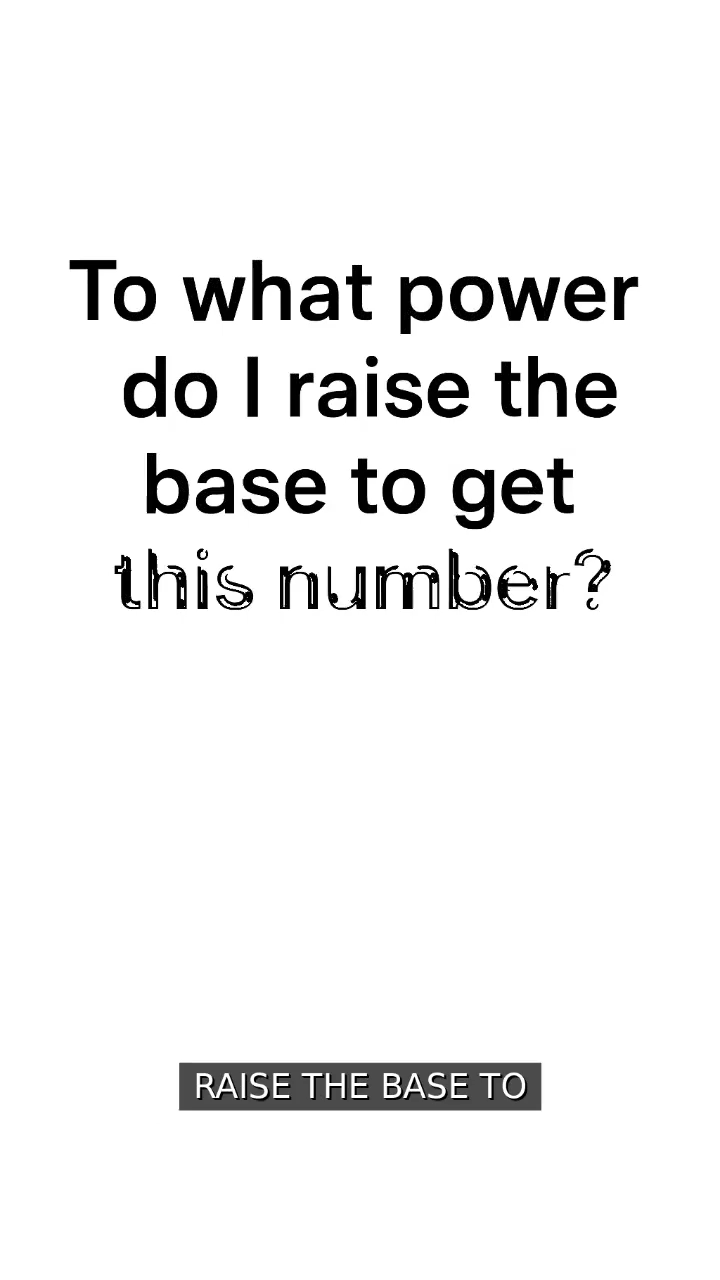 To what power
do I raise the
base to get
this number?
RAISE THE BASE TO